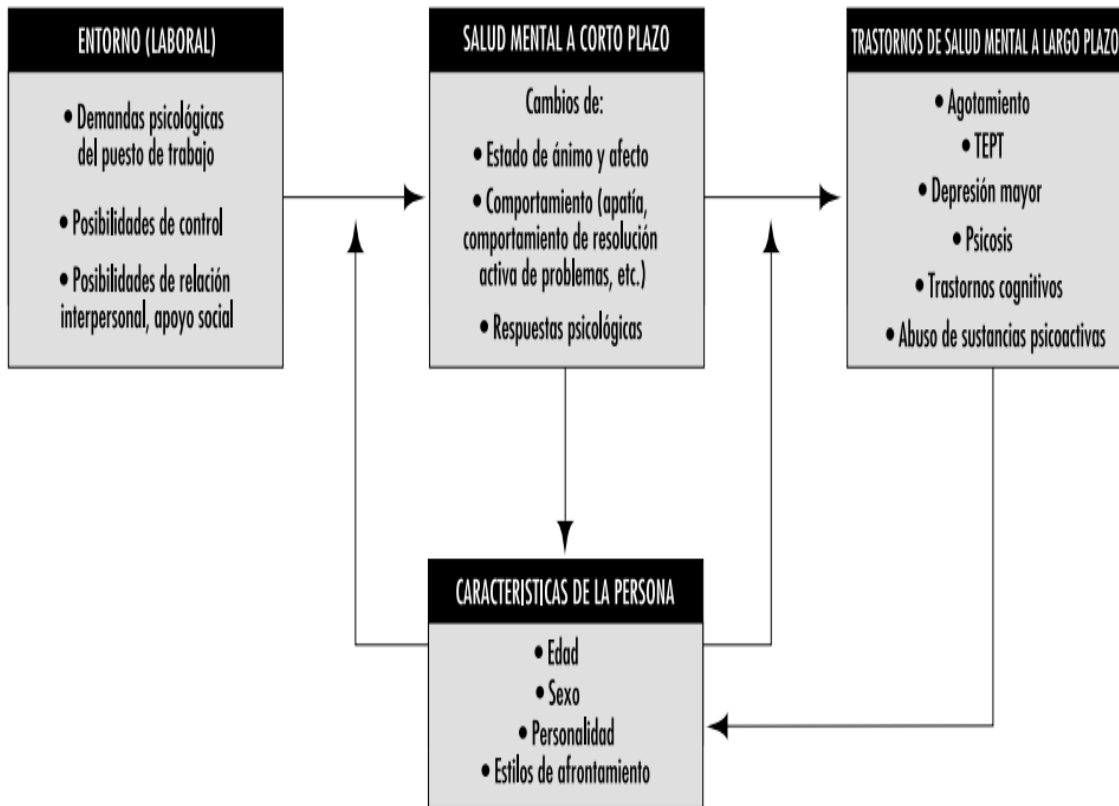 ENTORNO (LABORAL)
• Demandas psicológicas
del puesto de trabajo
• Posibilidades de control
• Posibilidades de relación
interpersonal, apoyo social
SALUD MENTAL A CORTO PLAZO
Cambios de:
• Estado de ánimo y afecto
• Comportamiento (apatía,
comportamiento de resolución
activa de problemas, etc.)
• Respuestas psicológicas
TRASTORNOS DE SALUD MENTAL A LARGO PLAZO
• Agotamiento
• TEPT
• Depresión mayor
• Psicosis
• Trastornos cognitivos
• Abuso de sustancias psicoactivas
CARACTERISTICAS DE LA PERSONA
• Edad
• Sexo
• Personalidad
• Estilos de afrontamiento